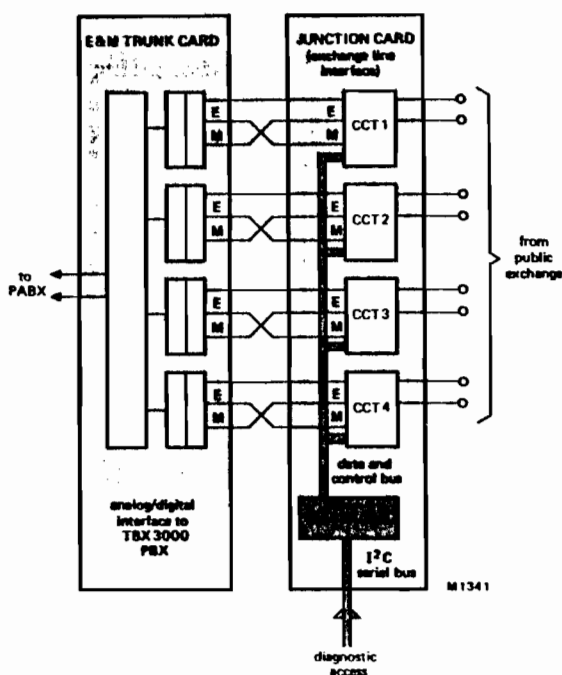 E&M TRUNK CARD
JUNCTION CARD
(exchange line
interface)
E
M
E
M
CCT 1
E
M
E
M
CCT 2
E
M
E
M
CCT 3
E
M
E
M
CCT 4
to
PABX
from
public
exchange
data and
control bus
analog/digital
interface to
TBX 3000
PBX
I²C
serial bus
M1341
diagnostic
access